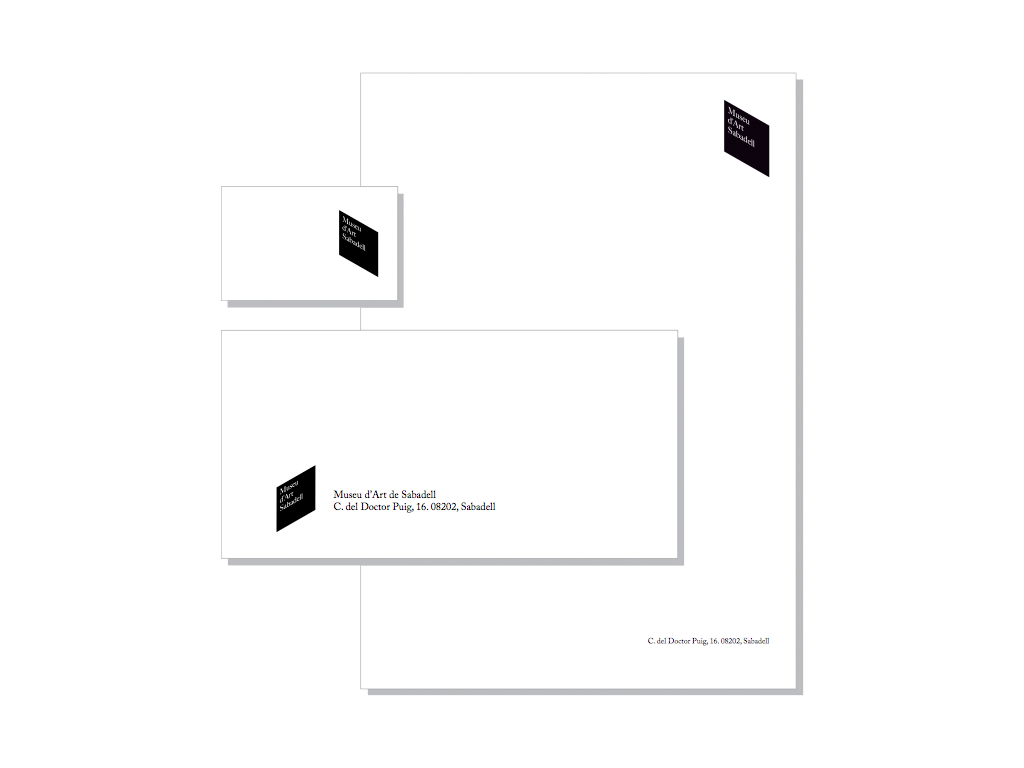 Museu
d'Art
Sabadell
Museu
d'Art
Sabadell
Museu
d'Art
Sabadell
Museu d'Art de Sabadell
C. del Doctor Puig, 16. 08202, Sabadell
C. del Doctor Puig, 16. 08202, Sabadell